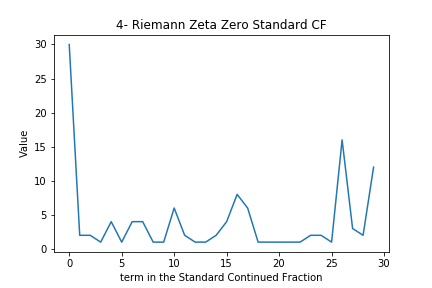 4- Riemann Zeta Zero Standard CF
30
25
20
15
10
5
0
Value
0 5 10 15 20 25 30
term in the Standard Continued Fraction